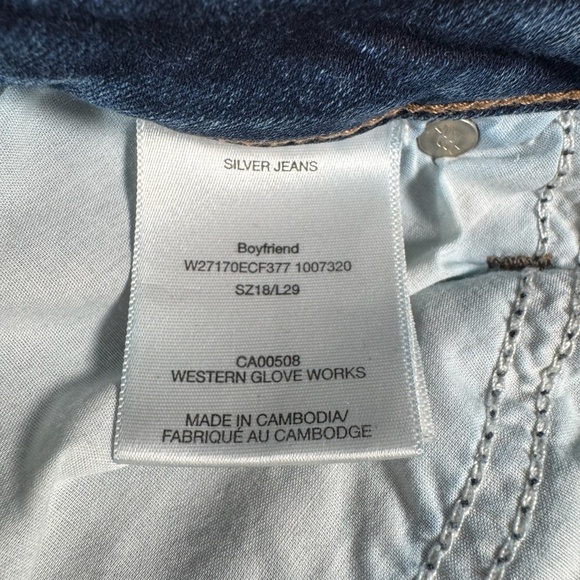 SILVER JEANS
Boyfriend
W27170ECF377 1007320
SZ18/L29
CA00508
WESTERN GLOVE WORKS
MADE IN CAMBODIA/
FABRIQUÉ AU CAMBODGE